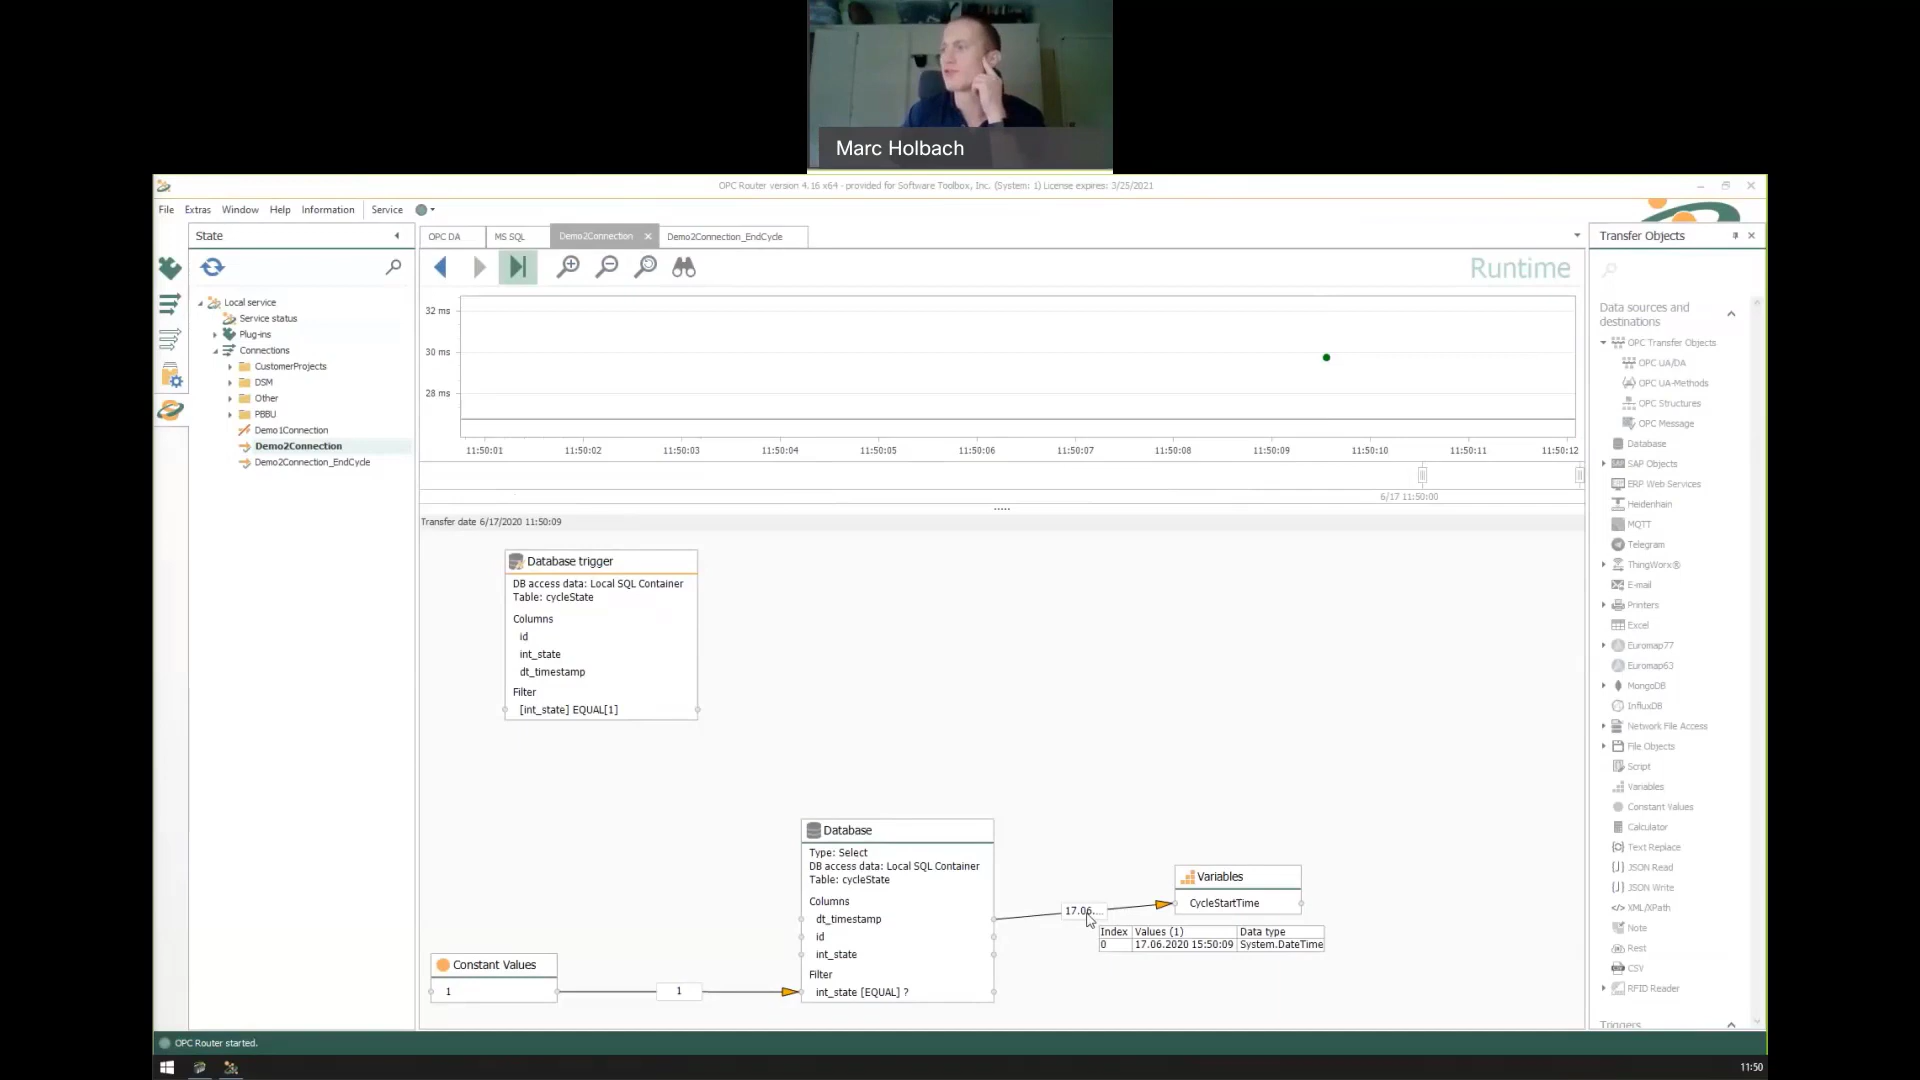 Marc Holbach
OPC Router version 4.16 x64 - provided for Software Toolbox, Inc. (System: 1) License expires: 3/25/2021
File Extras Window Help Information Service
State
OPC DA MS SQL Demo2Connection Demo2Connection_EndCycle
Transfer Objects
Runtime
Local service
Service status
Plug-ins
Connections
CustomerProjects
DSM
Other
PBBU
Demo1Connection
Demo2Connection
Demo2Connection_EndCycle
32 ms
30 ms
28 ms
11:50:01 11:50:02 11:50:03 11:50:04 11:50:05 11:50:06 11:50:07 11:50:08 11:50:09 11:50:10 11:50:11 11:50:12
6/17 11:50:00
Transfer date 6/17/2020 11:50:09
Database trigger
DB access data: Local SQL Container
Table: cycleState
Columns
id
int_state
dt_timestamp
Filter
[int_state] EQUAL[1]
Database
Type: Select
DB access data: Local SQL Container
Table: cycleState
Columns
dt_timestamp
id
int_state
Filter
int_state [EQUAL] ?
Constant Values
1
1
17.06....
Variables
CycleStartTime
Index Values (1) Data type
0 17.06.2020 15:50:09 System.DateTime
Data sources and
destinations
OPC Transfer Objects
OPC UA/DA
OPC UA-Methods
OPC Structures
OPC Message
Database
SAP Objects
ERP Web Services
Heidenhain
MQTT
Telegram
ThingWorx®
E-mail
Printers
Excel
Euromap77
Euromap63
MongoDB
InfluxDB
Network File Access
File Objects
Script
Variables
Constant Values
Calculator
Text Replace
JSON Read
JSON Write
XML/XPath
Note
Rest
CSV
RFID Reader
Triggers
OPC Router started.
11:50